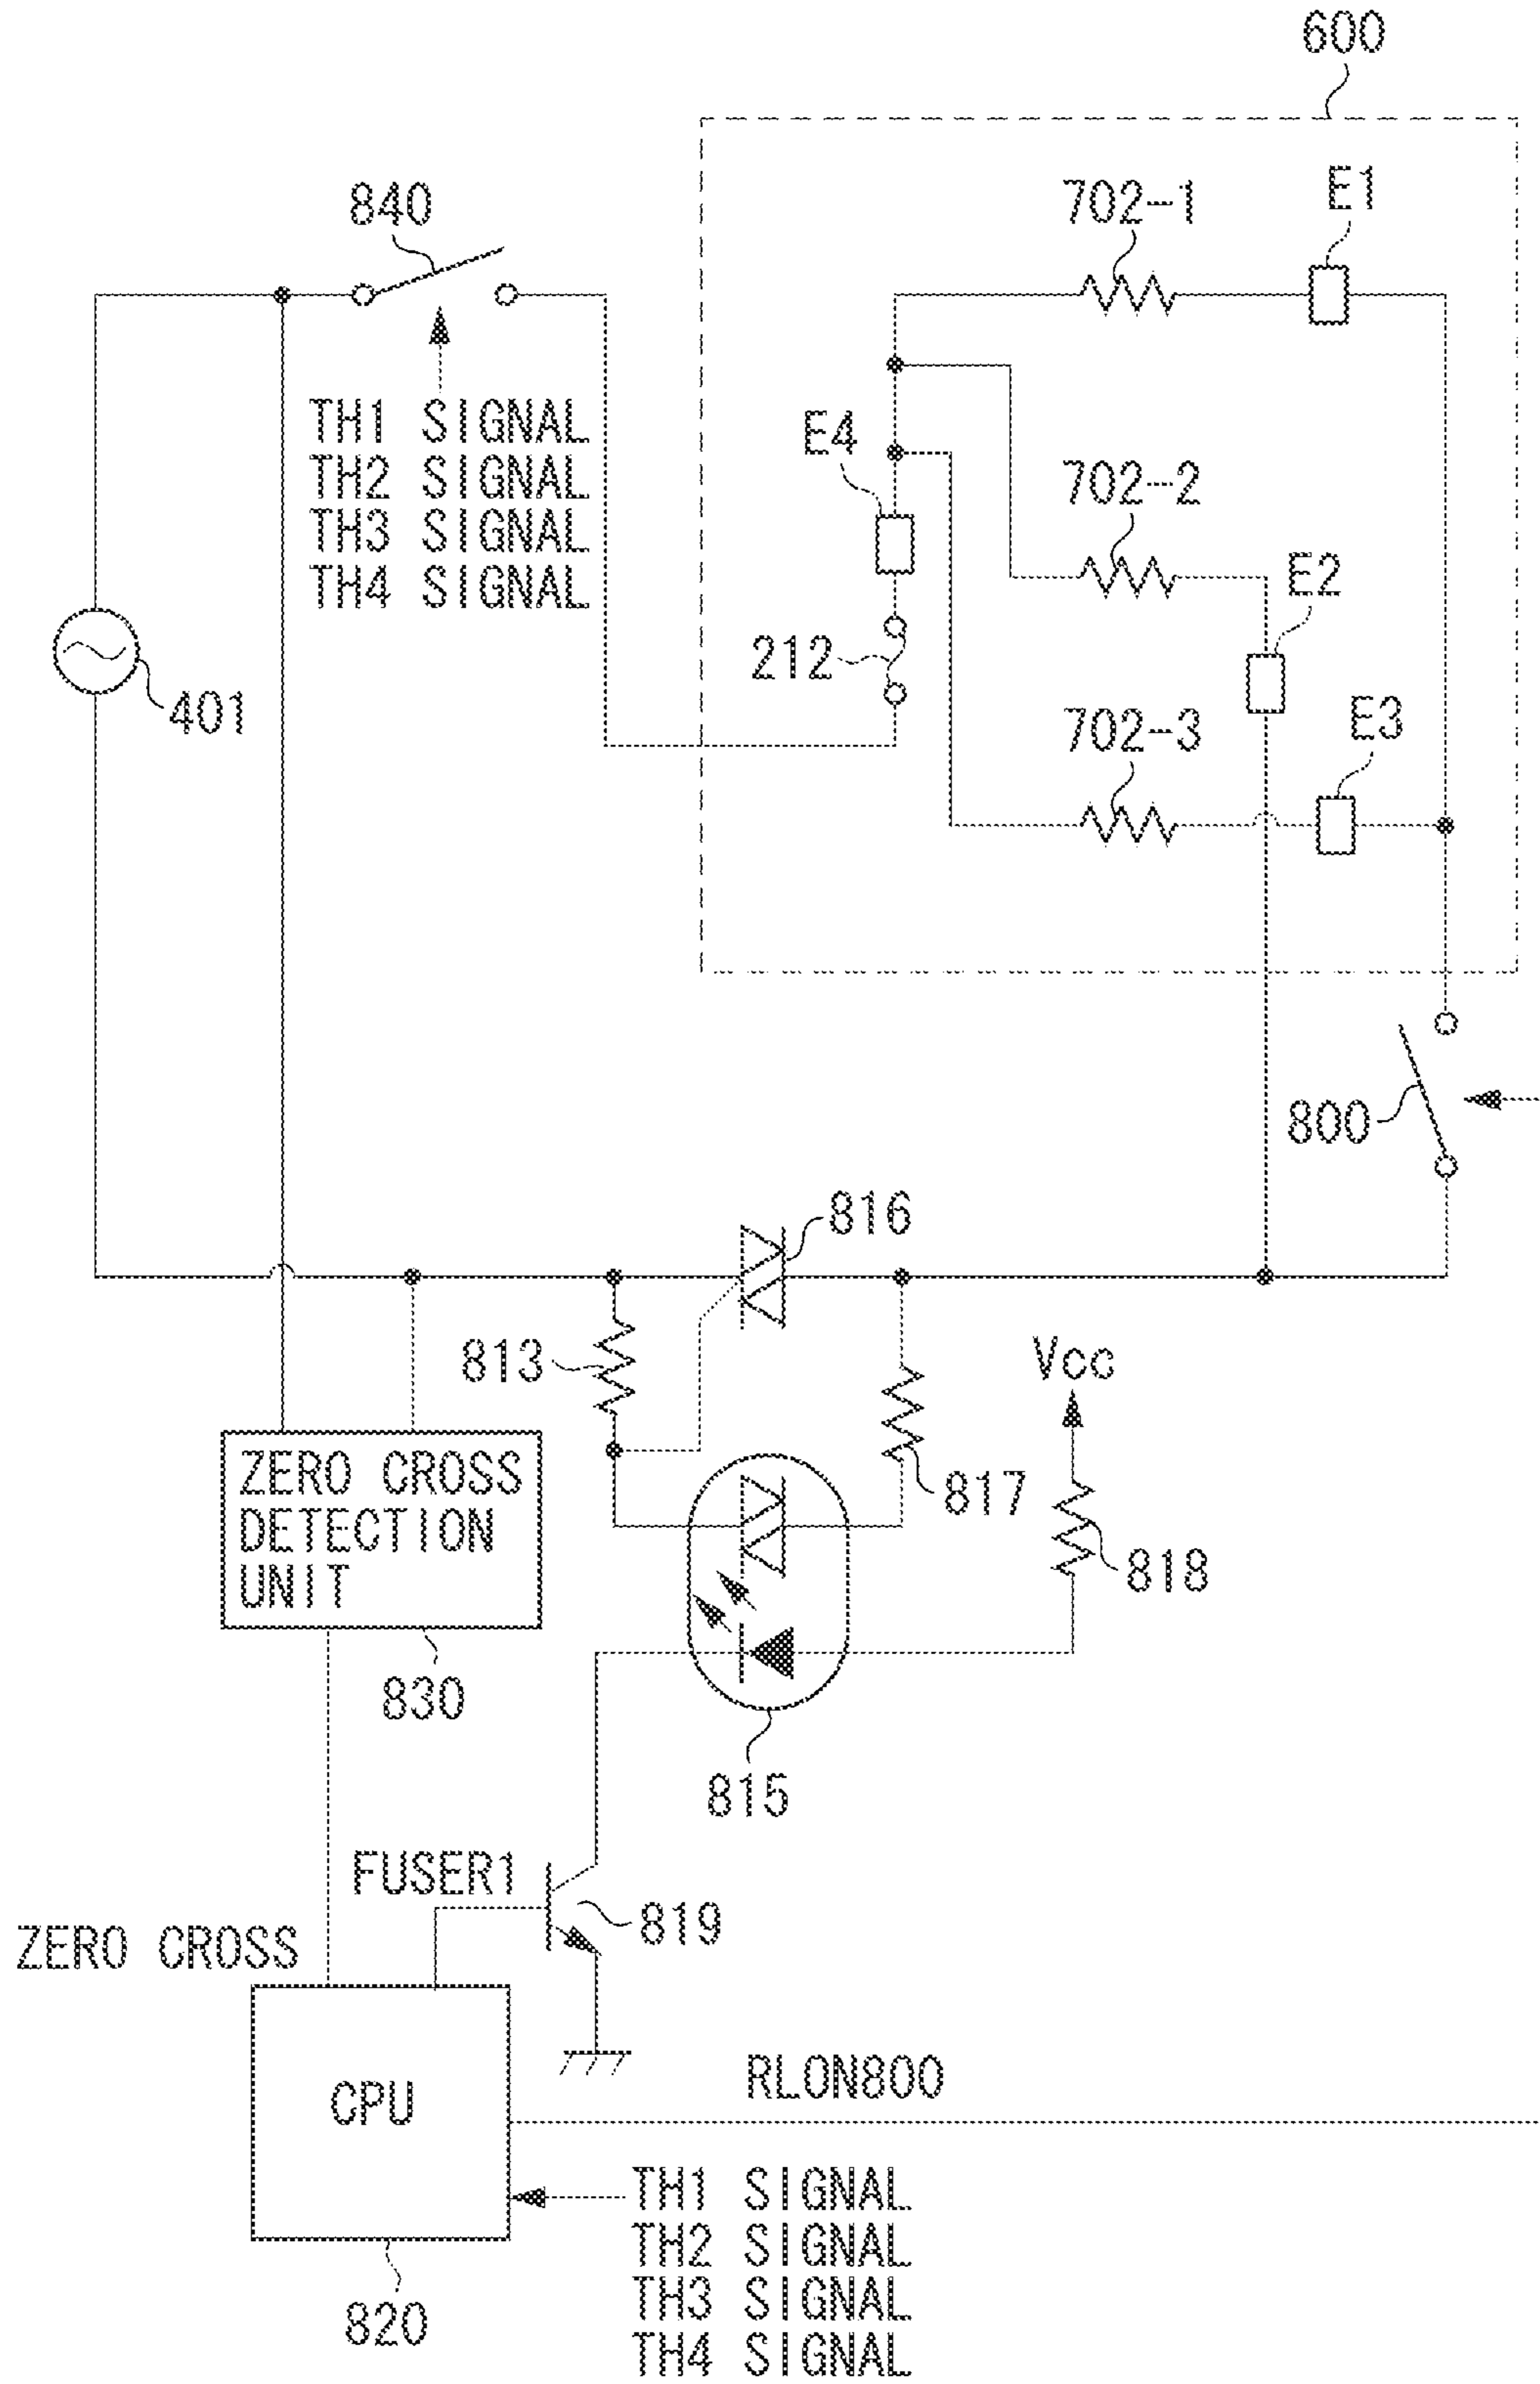 600
840
702-1
E1
TH1 SIGNAL
TH2 SIGNAL
TH3 SIGNAL
TH4 SIGNAL
E4
702-2
E2
212
401
702-3
E3
800
816
813
Vcc
ZERO CROSS
DETECTION
UNIT
817
818
830
815
FUSER1
819
ZERO CROSS
CPU
RLON800
TH1 SIGNAL
TH2 SIGNAL
TH3 SIGNAL
TH4 SIGNAL
820